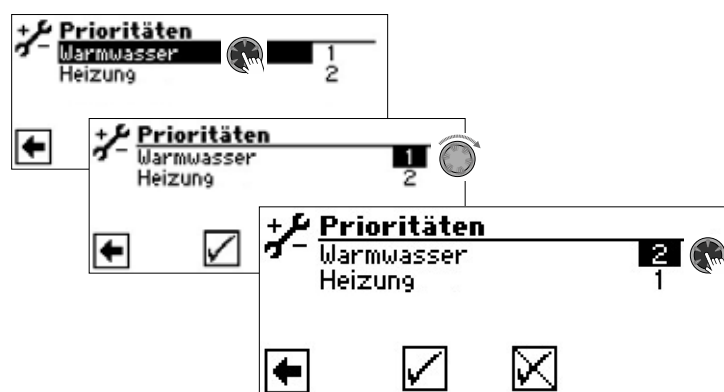 Prioritäten
Warmwasser 1
Heizung 2
Prioritäten
Warmwasser 1
Heizung 2
Prioritäten
Warmwasser 2
Heizung 1